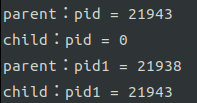 parent：pid = 21943
child：pid = 0
parent：pid1 = 21938
child：pid1 = 21943